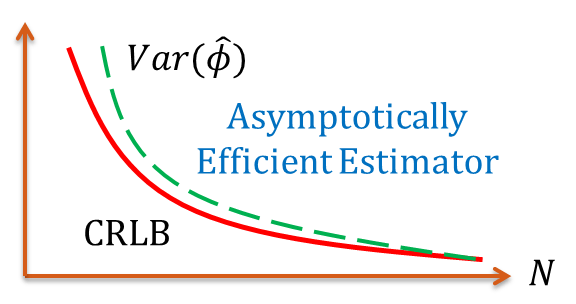 Var(φ̂)
Asymptotically
Efficient Estimator
CRLB
N